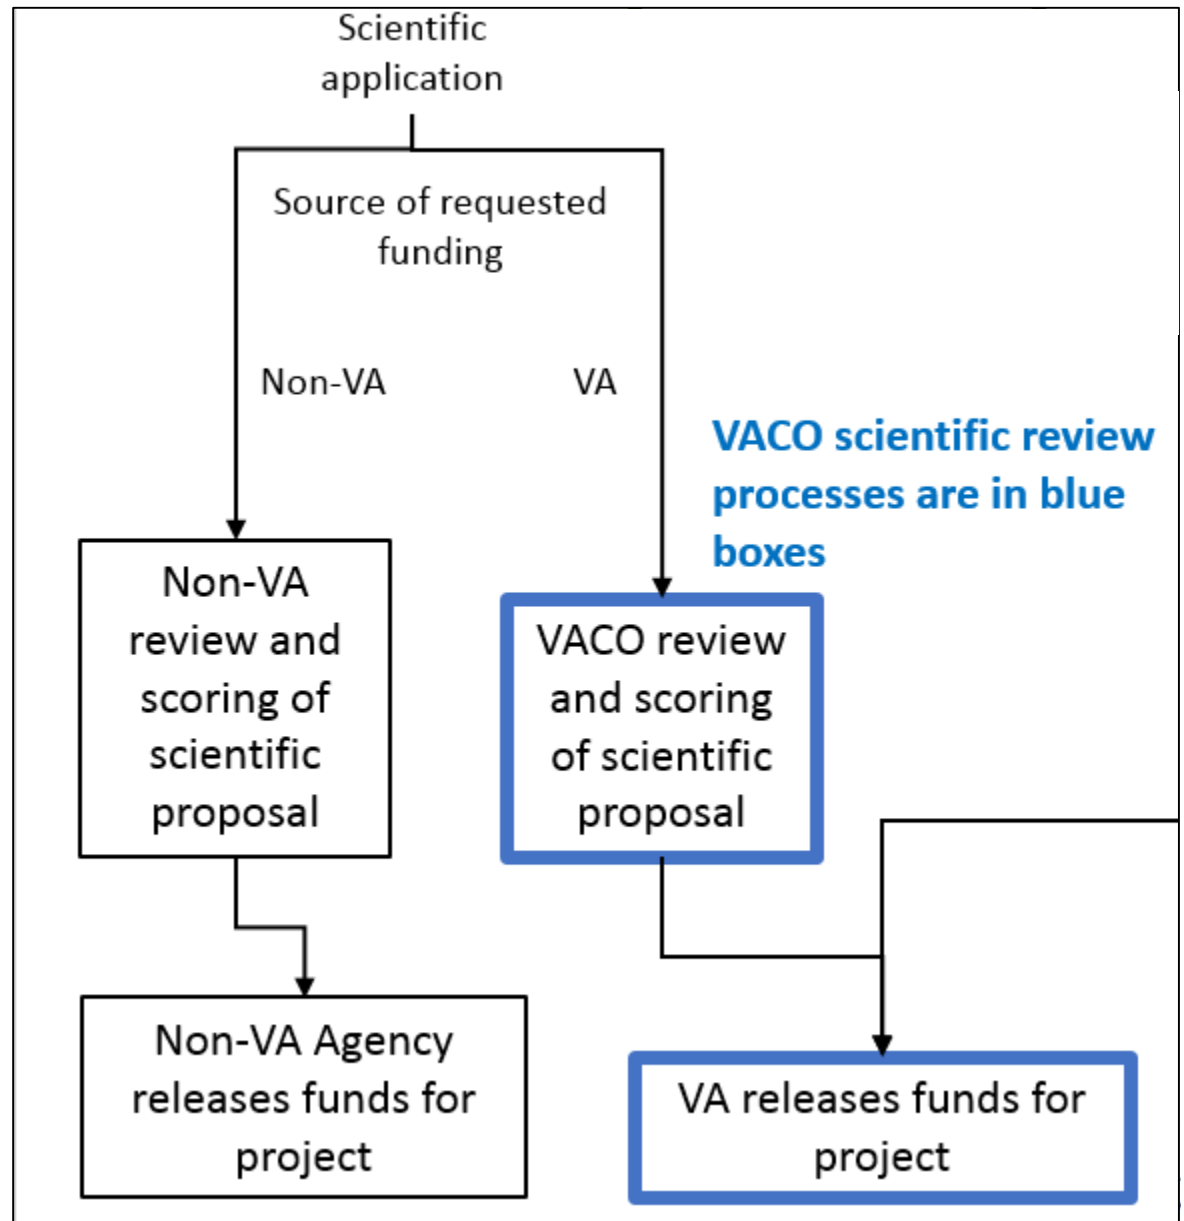 Scientific
application
Source of requested
funding
Non-VA
VA
VACO scientific review
processes are in blue
boxes
Non-VA
review and
scoring of
scientific
proposal
VACO review
and scoring
of scientific
proposal
Non-VA Agency
releases funds for
project
VA releases funds for
project